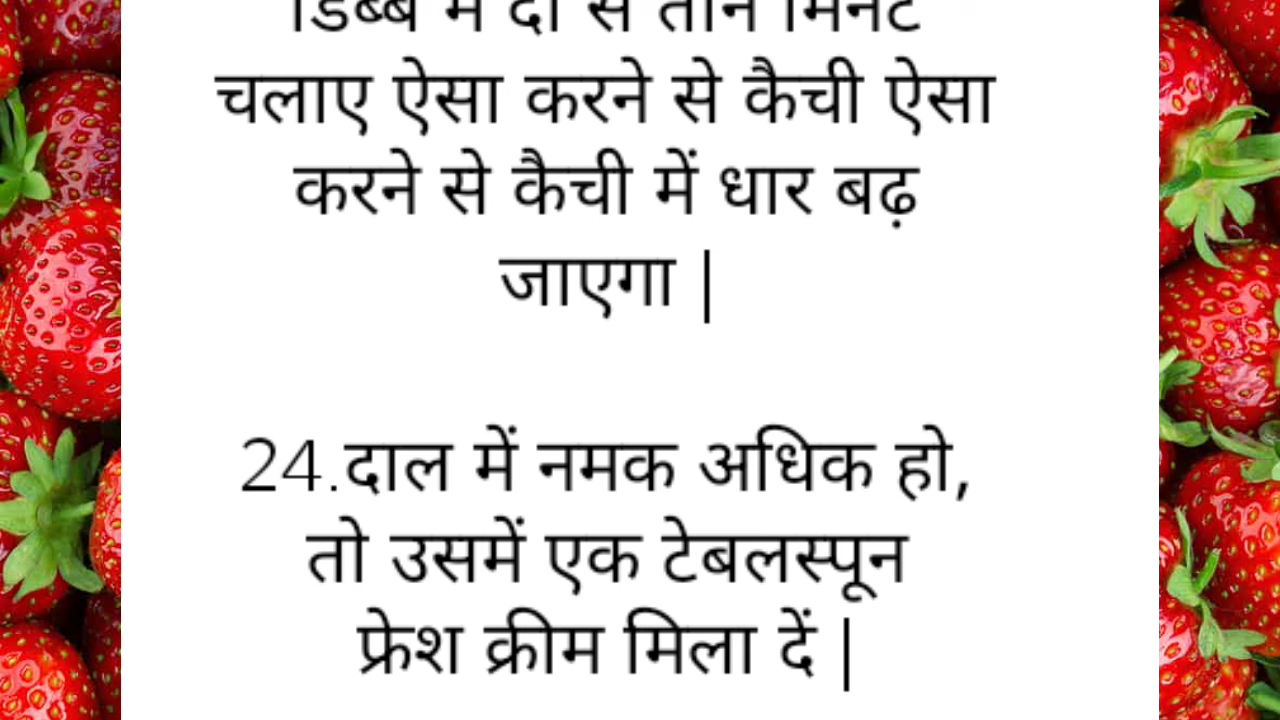 डिब्बे में दो से तीन मिनट
चलाए ऐसा करने से कैची ऐसा
करने से कैची में धार बढ़
जाएगा |
24.दाल में नमक अधिक हो,
तो उसमें एक टेबलस्पून
फ्रेश क्रीम मिला दें |